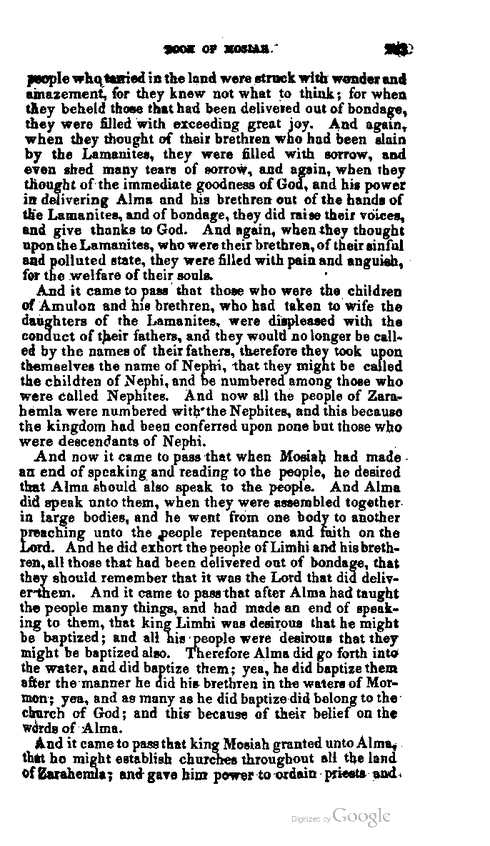 BOOK OF MOSIAH.
people who tarried in the land were struck with wonder and
amazement, for they knew not what to think; for when
they beheld those that had been delivered out of bondage,
they were filled with exceeding great joy. And again,
when they thought of their brethren who had been slain
by the Lamanites, they were filled with sorrow, and
even shed many tears of sorrow, and again, when they
thought of the immediate goodness of God, and his power
in delivering Alma and his brethren out of the hands of
the Lamanites, and of bondage, they did raise their voices,
and give thanks to God. And again, when they thought
upon the Lamanites, who were their brethren, of their sinful
and polluted state, they were filled with pain and anguish,
for the welfare of their souls.
And it came to pass that those who were the children
of Amulon and his brethren, who had taken to wife the
daughters of the Lamanites, were displeased with the
conduct of their fathers, and they would no longer be call-
ed by the names of their fathers, therefore they took upon
themselves the name of Nephi, that they might be called
the children of Nephi, and be numbered among those who
were called Nephites. And now all the people of Zara-
hemla were numbered with the Nephites, and this because
the kingdom had been conferred upon none but those who
were descendants of Nephi.
And now it came to pass that when Mosiah had made
an end of speaking and reading to the people, he desired
that Alma should also speak to the people. And Alma
did speak unto them, when they were assembled together
in large bodies, and he went from one body to another
preaching unto the people repentance and faith on the
Lord. And he did exhort the people of Limhi and his breth-
ren, all those that had been delivered out of bondage, that
they should remember that it was the Lord that did deliv-
er them. And it came to pass that after Alma had taught
the people many things, and had made an end of speak-
ing to them, that king Limhi was desirous that he might
be baptized; and all his people were desirous that they
might be baptized also. Therefore Alma did go forth into
the water, and did baptize them; yea, he did baptize them
after the manner he did his brethren in the waters of Mor-
mon; yea, and as many as he did baptize did belong to the
church of God; and this because of their belief on the
words of Alma.
And it came to pass that king Mosiah granted unto Alma,
that he might establish churches throughout all the land
of Zarahemla; and gave him power to ordain priests and
Digitized by Google